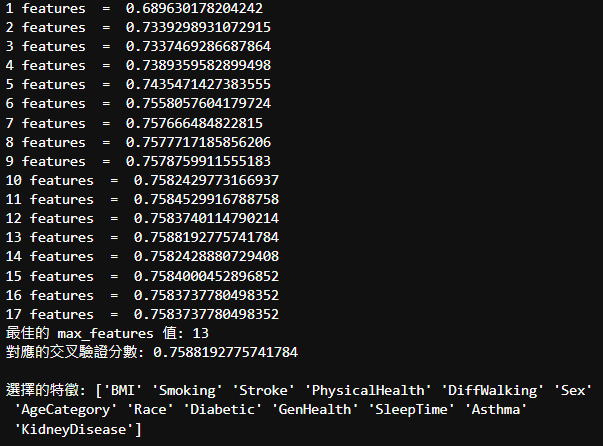 1 features  =  0.689630178204242
2 features  =  0.7339298931072915
3 features  =  0.7337469286687864
4 features  =  0.7389359582899498
5 features  =  0.7435471427383555
6 features  =  0.7558057604179724
7 features  =  0.757666484822815
8 features  =  0.7577717185856206
9 features  =  0.7578759911555183
10 features  =  0.7582429773166937
11 features  =  0.7584529916788758
12 features  =  0.7583740114790214
13 features  =  0.7588192775741784
14 features  =  0.7582428880729408
15 features  =  0.7584000452896852
16 features  =  0.7583737780498352
17 features  =  0.7583737780498352
最佳的 max_features 值: 13
對應的交叉驗證分數: 0.7588192775741784

選擇的特徵: ['BMI' 'Smoking' 'Stroke' 'PhysicalHealth' 'DiffWalking' 'Sex'
 'AgeCategory' 'Race' 'Diabetic' 'GenHealth' 'SleepTime' 'Asthma'
 'KidneyDisease']